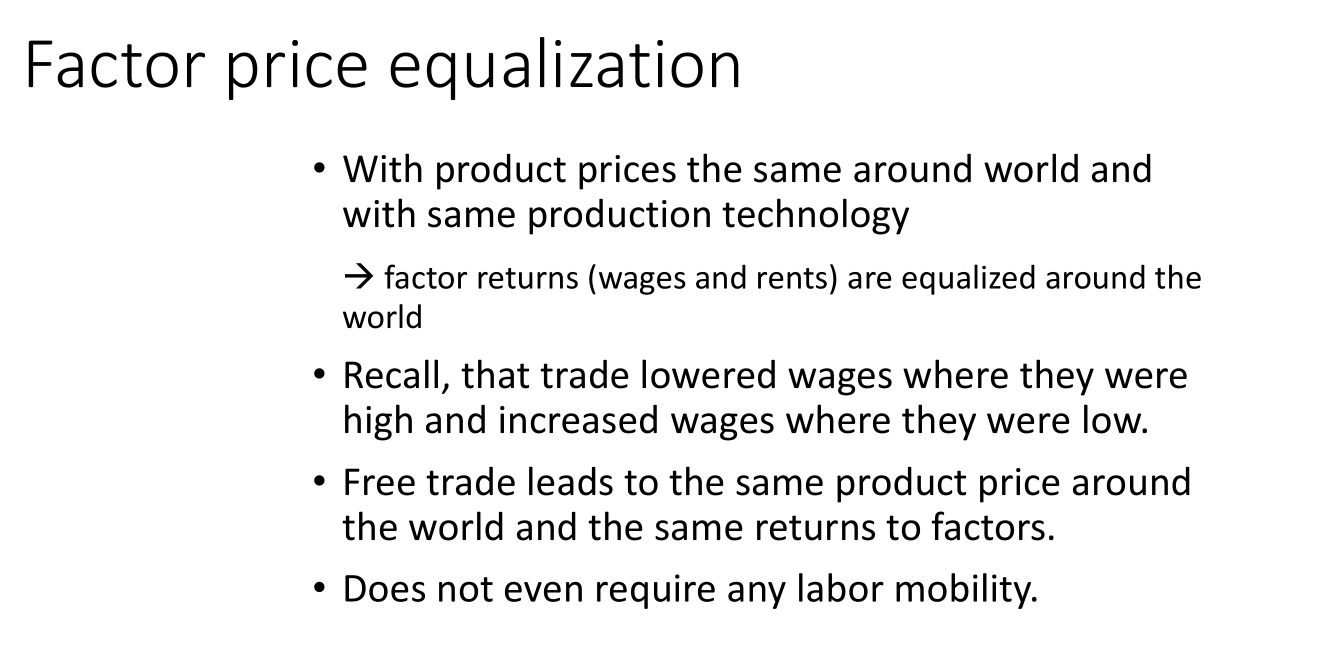 Factor price equalization
• With product prices the same around world and
with same production technology
→ factor returns (wages and rents) are equalized around the
world
• Recall, that trade lowered wages where they were
high and increased wages where they were low.
• Free trade leads to the same product price around
the world and the same returns to factors.
• Does not even require any labor mobility.